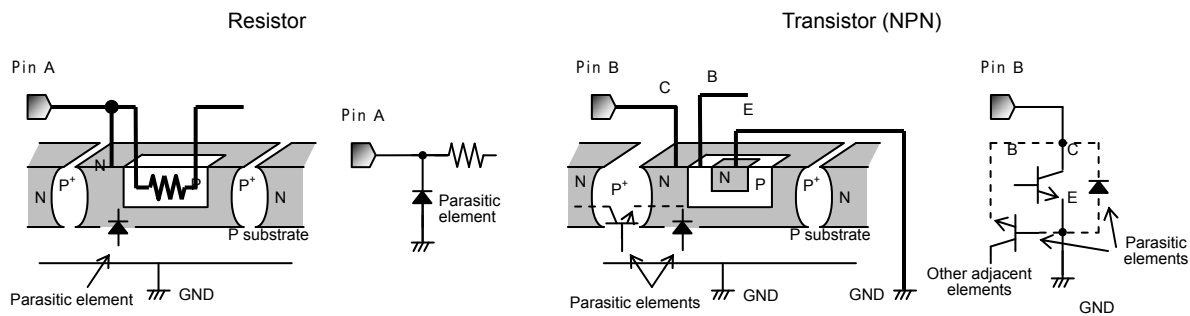 Resistor
Pin A
N
N
P+
P
P+
N
P substrate
Parasitic element
GND
Pin A
Parasitic
element
Transistor (NPN)
Pin B
C
B
E
N
P+
N
P
P+
N
P substrate
Parasitic elements
GND
GND
Pin B
B
C
E
Parasitic
elements
Other adjacent
elements
GND